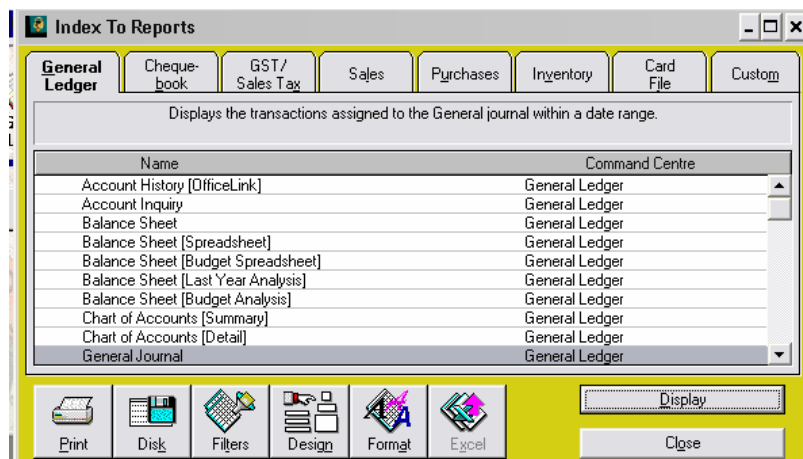 Index To Reports
General Ledger
Cheque-book
GST/ Sales Tax
Sales
Purchases
Inventory
Card File
Custom
Displays the transactions assigned to the General journal within a date range.
Name Command Centre
Account History [OfficeLink] General Ledger
Account Inquiry General Ledger
Balance Sheet General Ledger
Balance Sheet [Spreadsheet] General Ledger
Balance Sheet [Budget Spreadsheet] General Ledger
Balance Sheet [Last Year Analysis] General Ledger
Balance Sheet [Budget Analysis] General Ledger
Chart of Accounts [Summary] General Ledger
Chart of Accounts [Detail] General Ledger
General Journal General Ledger
Print Disk Filters Design Format Excel
Display
Close